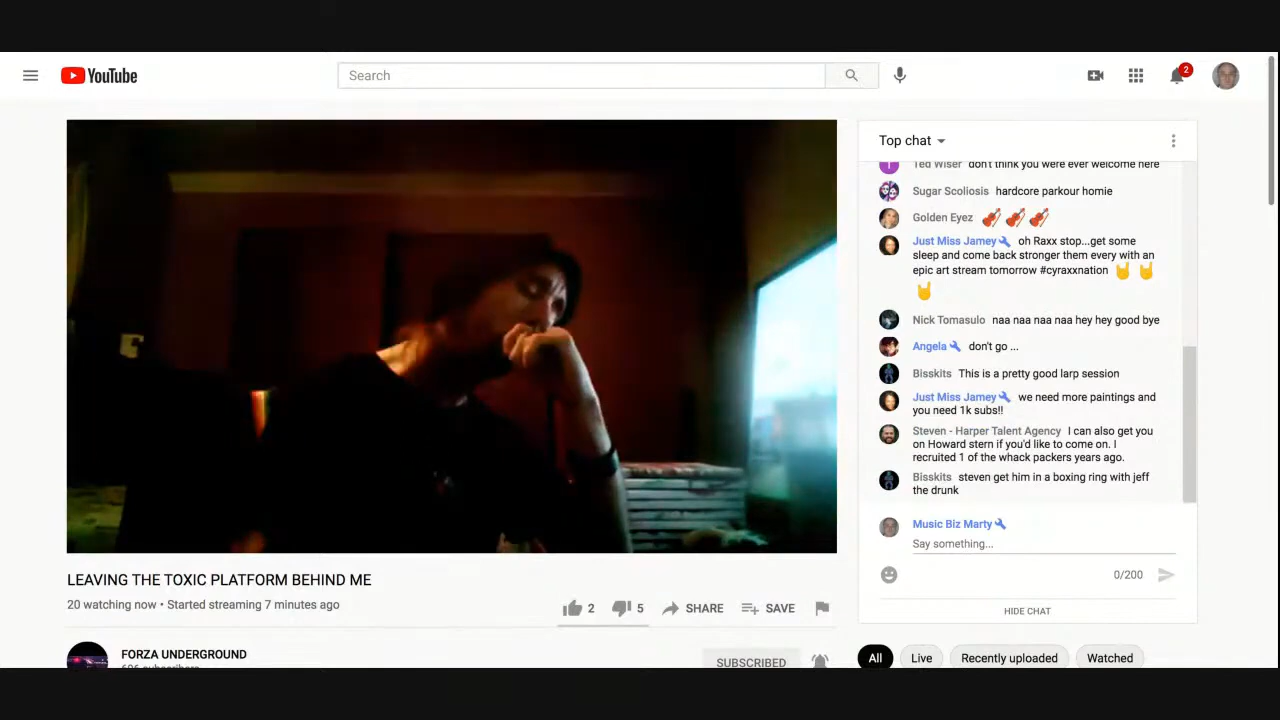 YouTube
Search
2
Top chat
Ted Wiser don't think you were ever welcome here
Sugar Scoliosis hardcore parkour homie
Golden Eyez
Just Miss Jamey oh Raxx stop...get some
sleep and come back stronger them every with an
epic art stream tomorrow #cyraxxnation
Nick Tomasulo naa naa naa naa hey hey good bye
Angela don't go ...
Bisskits This is a pretty good larp session
Just Miss Jamey we need more paintings and
you need 1k subs!!
Steven - Harper Talent Agency I can also get you
on Howard stern if you'd like to come on. I
recruited 1 of the whack packers years ago.
Bisskits steven get him in a boxing ring with jeff
the drunk
Music Biz Marty
Say something...
0/200
HIDE CHAT
LEAVING THE TOXIC PLATFORM BEHIND ME
20 watching now • Started streaming 7 minutes ago
2 5 SHARE SAVE
FORZA UNDERGROUND
696 subscribers
SUBSCRIBED
All Live Recently uploaded Watched